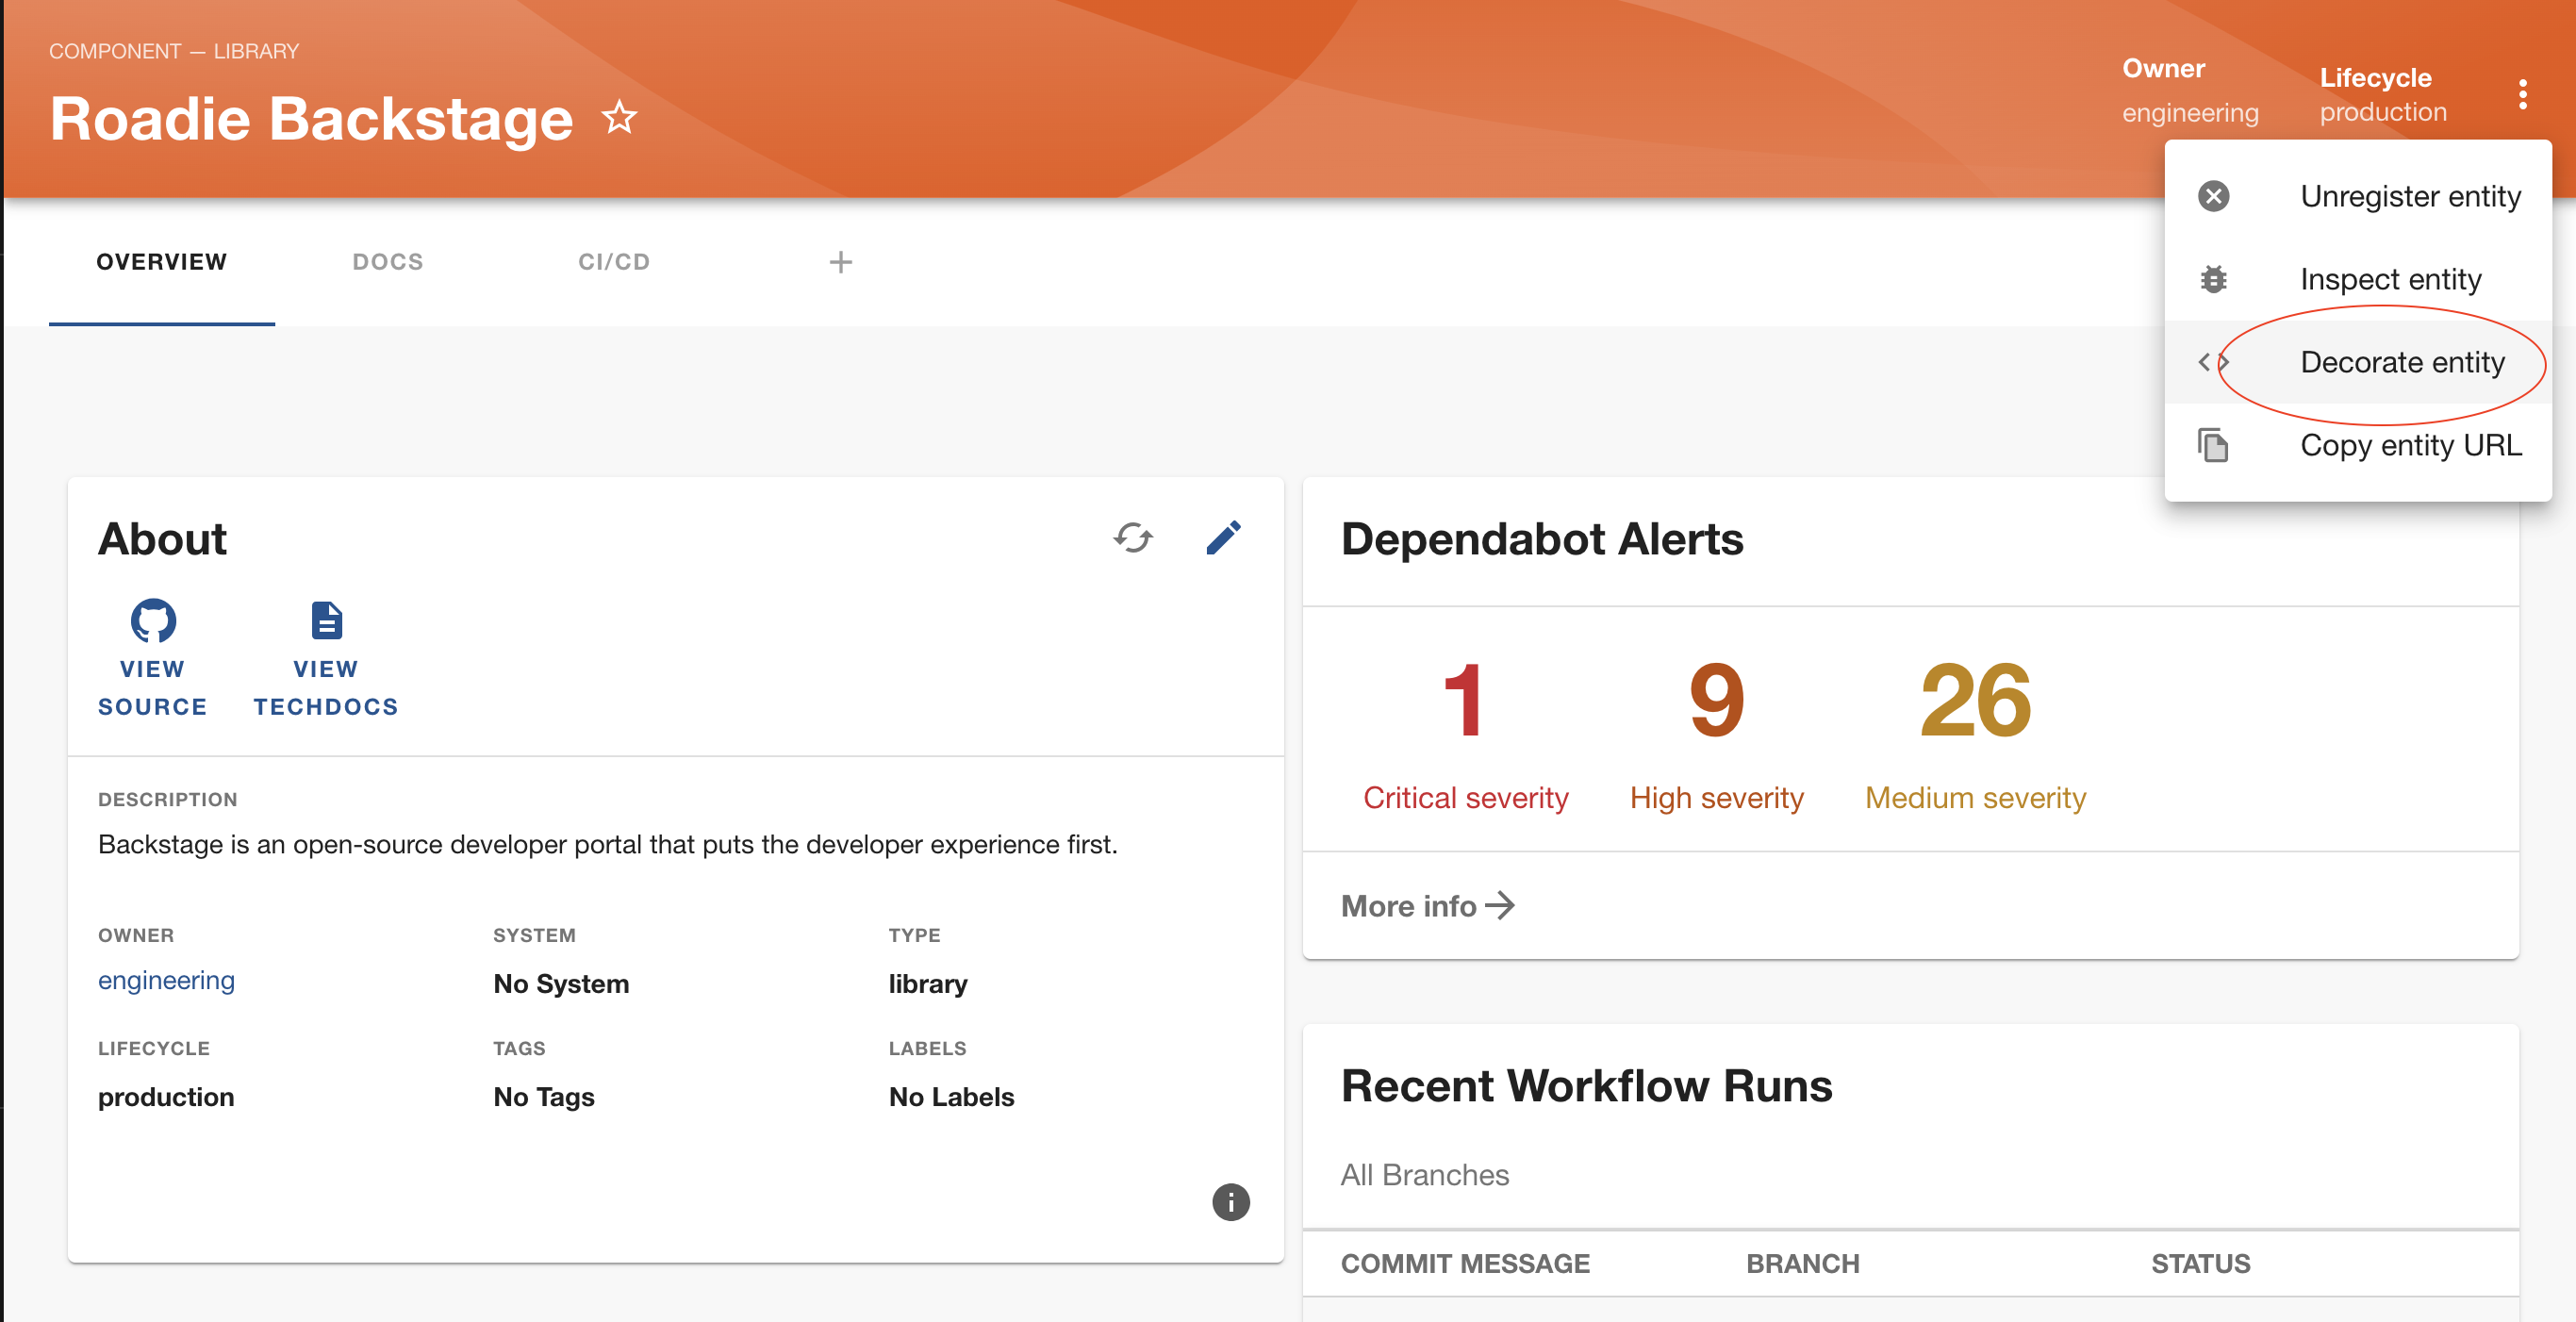 COMPONENT — LIBRARY
Roadie Backstage
Owner
engineering
Lifecycle
production
Unregister entity
Inspect entity
Decorate entity
Copy entity URL
OVERVIEW DOCS CI/CD +
About
VIEW SOURCE
VIEW TECHDOCS
DESCRIPTION
Backstage is an open-source developer portal that puts the developer experience first.
OWNER
engineering
SYSTEM
No System
TYPE
library
LIFECYCLE
production
TAGS
No Tags
LABELS
No Labels
Dependabot Alerts
1
Critical severity
9
High severity
26
Medium severity
More info
Recent Workflow Runs
All Branches
COMMIT MESSAGE BRANCH STATUS